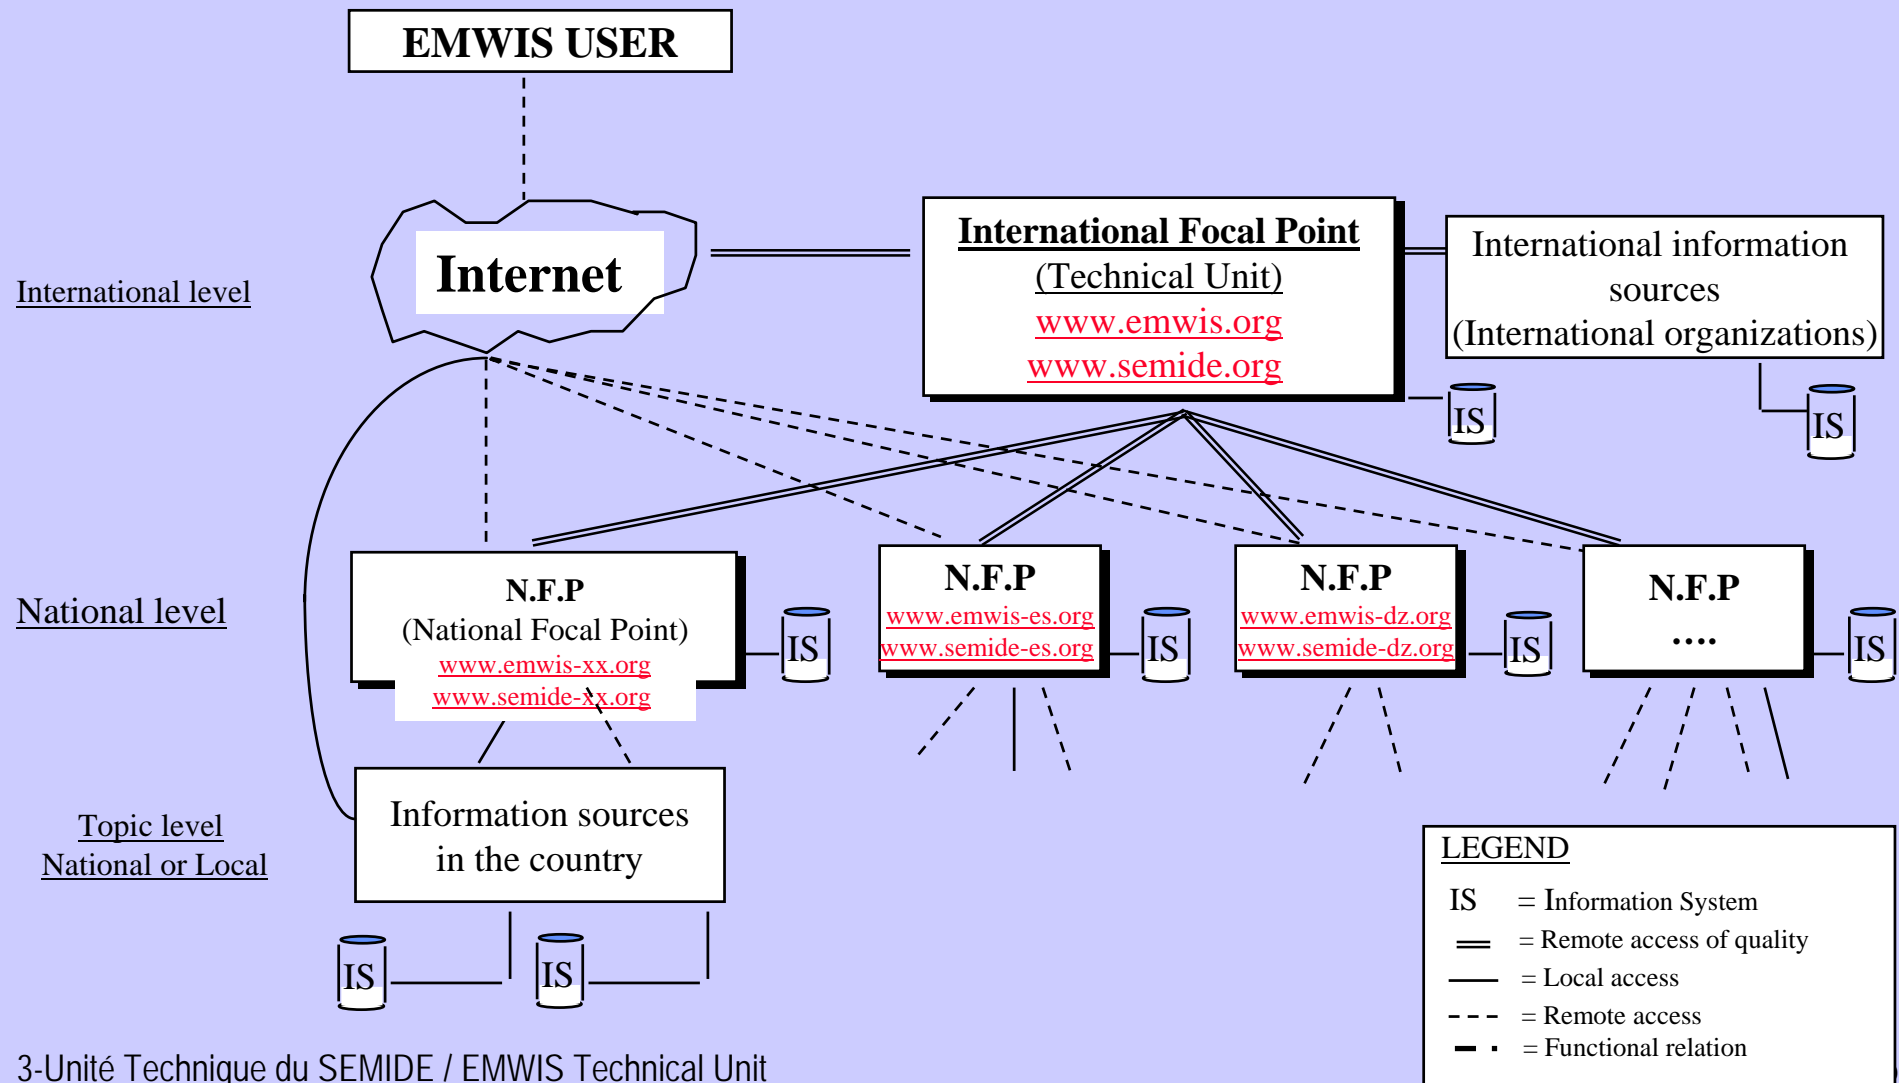 EMWIS USER
Internet
International Focal Point
(Technical Unit)
www.emwis.org
www.semide.org
International information
sources
(International organizations)
International level
IS
IS
N.F.P
(National Focal Point)
www.emwis-xx.org
www.semide-xx.org
IS
N.F.P
www.emwis-es.org
www.semide-es.org
IS
N.F.P
www.emwis-dz.org
www.semide-dz.org
IS
N.F.P
....
IS
National level
Topic level
National or Local
Information sources
in the country
IS
IS
LEGEND
IS = Information System
= Remote access of quality
= Local access
= Remote access
= Functional relation
3-Unité Technique du SEMIDE / EMWIS Technical Unit